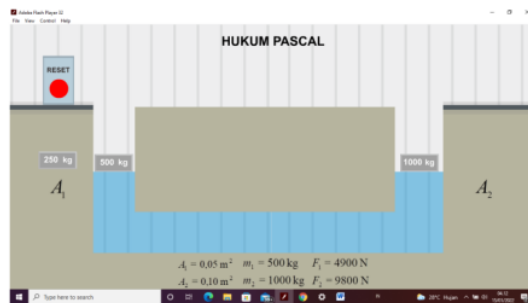 Adobe Flash Player 32
File View Control Help
HUKUM PASCAL
RESET
250 kg
500 kg
1000 kg
A₁
A₂
A₁ = 0,05 m² m₁ = 500 kg F₁ = 4900 N
A₂ = 0,10 m² m₂ = 1000 kg F₂ = 9800 N
Type here to search
26°C Hujan